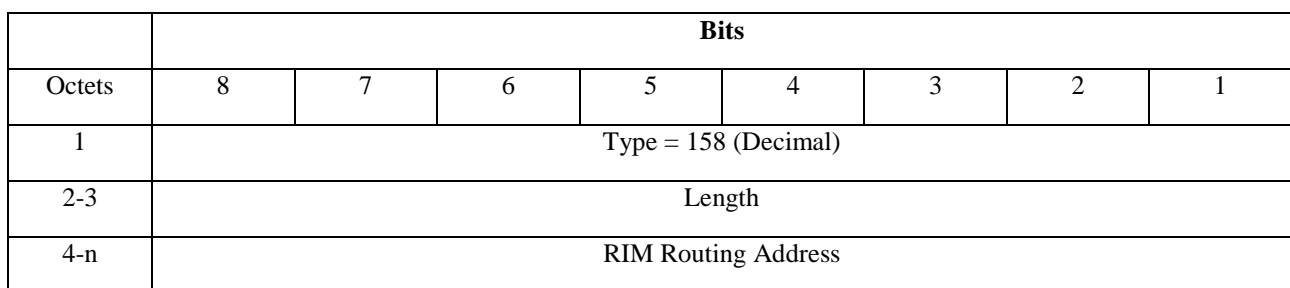 Bits
Octets 8 7 6 5 4 3 2 1
1 Type = 158 (Decimal)
2-3 Length
4-n RIM Routing Address